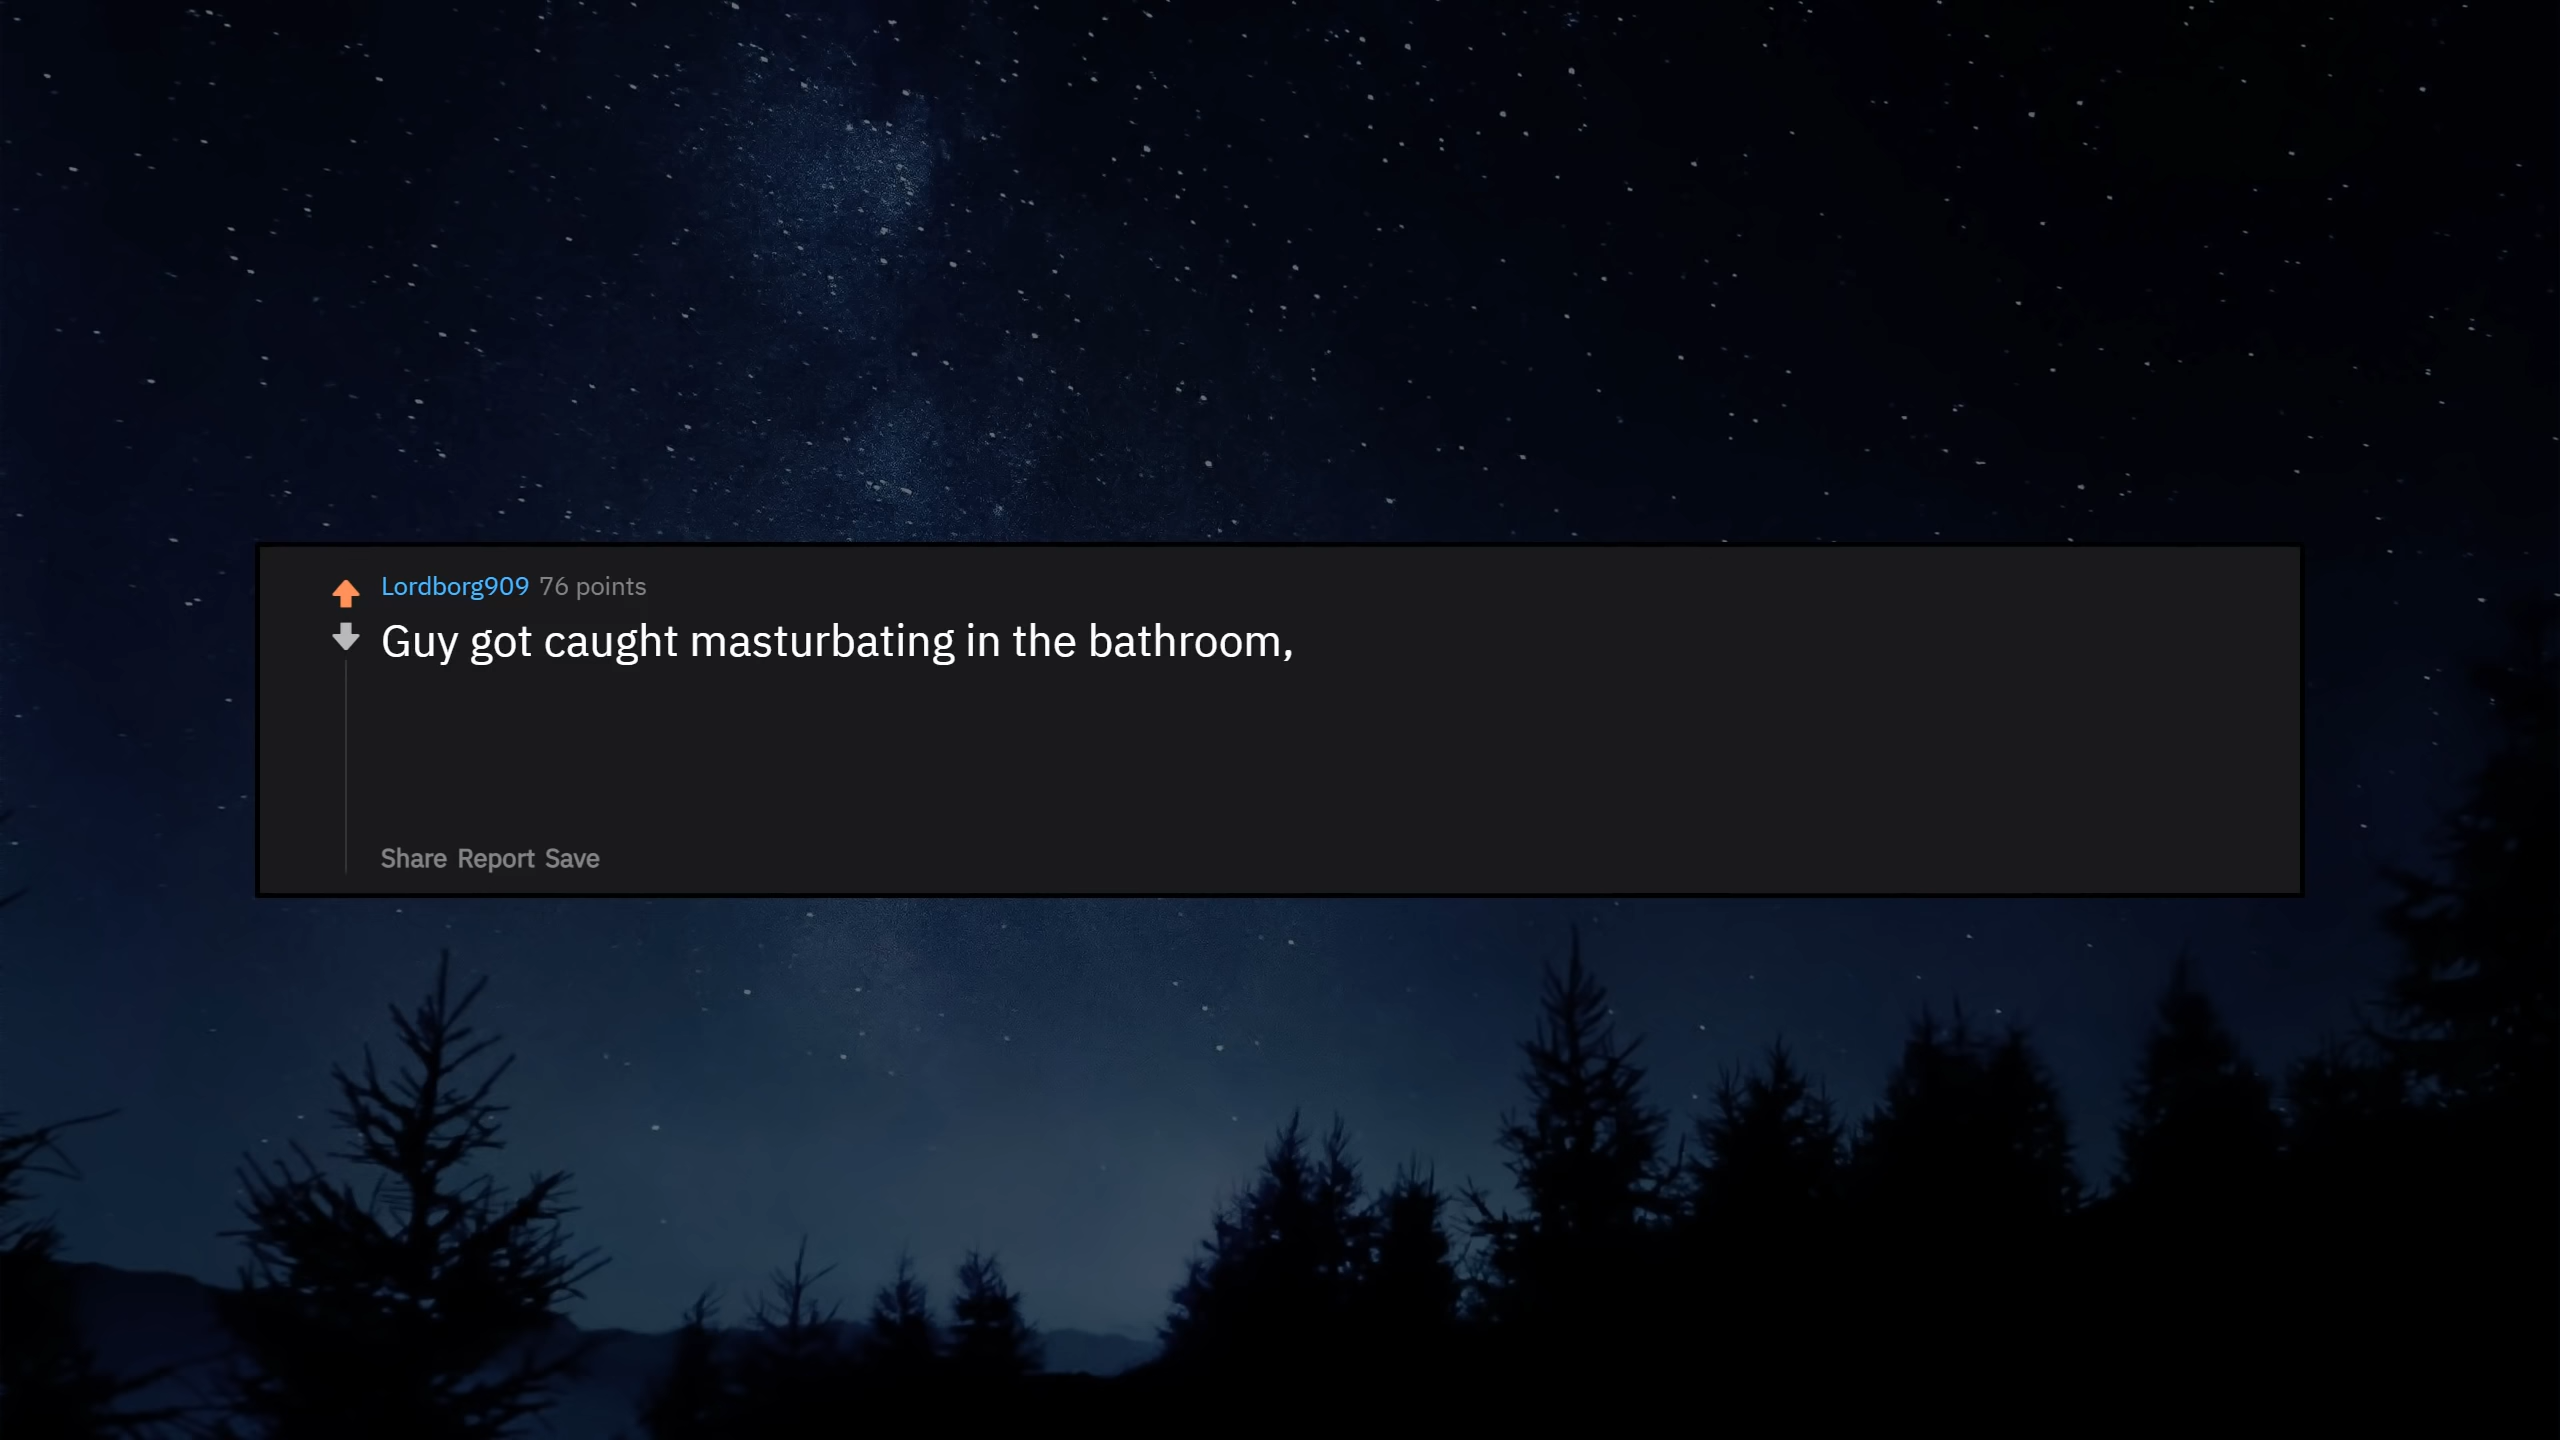 Lordborg909 76 points
Guy got caught masturbating in the bathroom,
Share Report Save